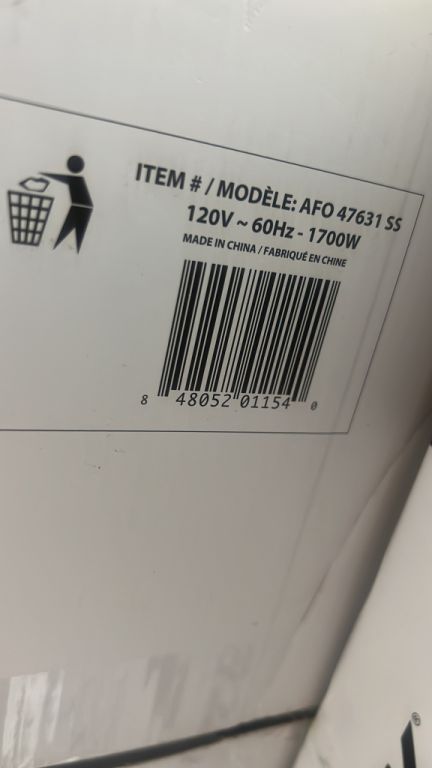 ITEM # / MODÈLE: AFO 47631 SS
120V ~ 60Hz - 1700W
MADE IN CHINA / FABRIQUÉ EN CHINE
8 48052 01154 0
®